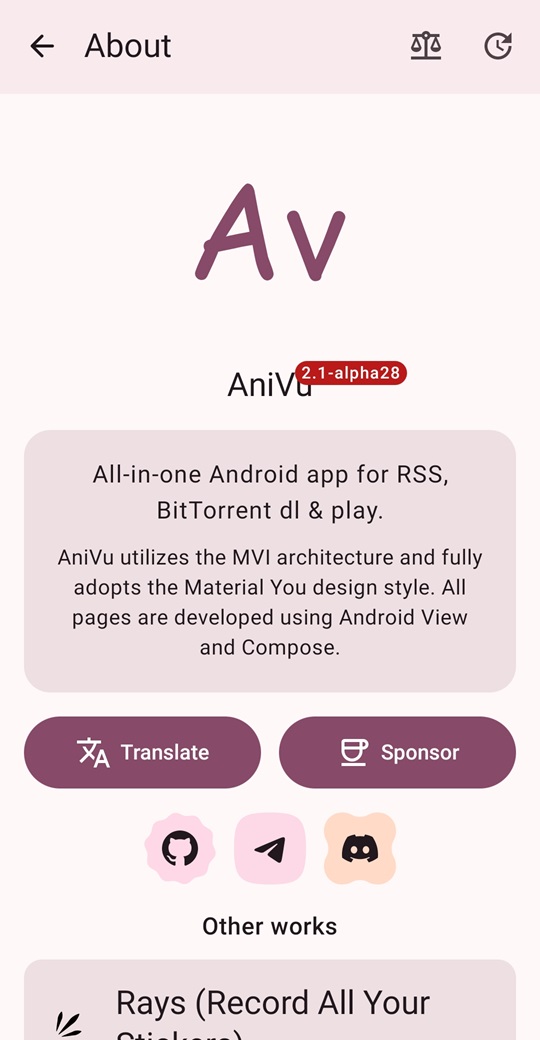 About
Av
AniVu
2.1-alpha28
All-in-one Android app for RSS,
BitTorrent dl & play.
AniVu utilizes the MVI architecture and fully
adopts the Material You design style. All
pages are developed using Android View
and Compose.
Translate
Sponsor
Other works
Rays (Record All Your
Stickers)